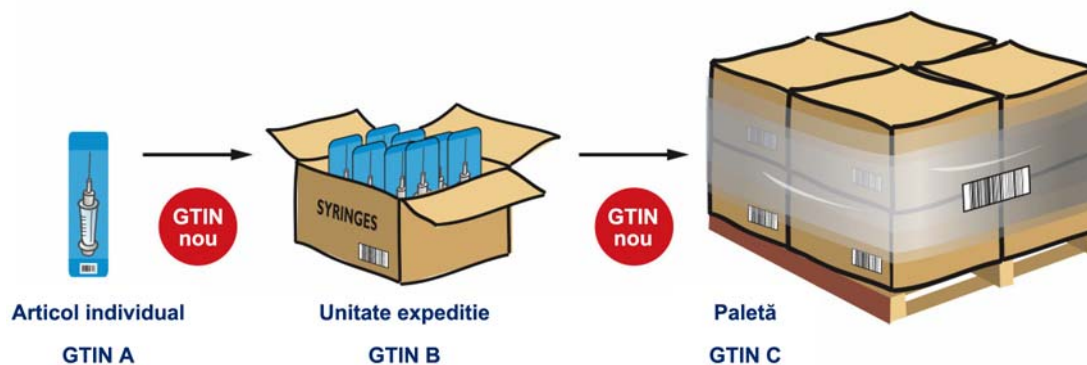 GTIN
nou
SYRINGES
GTIN
nou
Articol individual
GTIN A
Unitate expeditie
GTIN B
Paletă
GTIN C